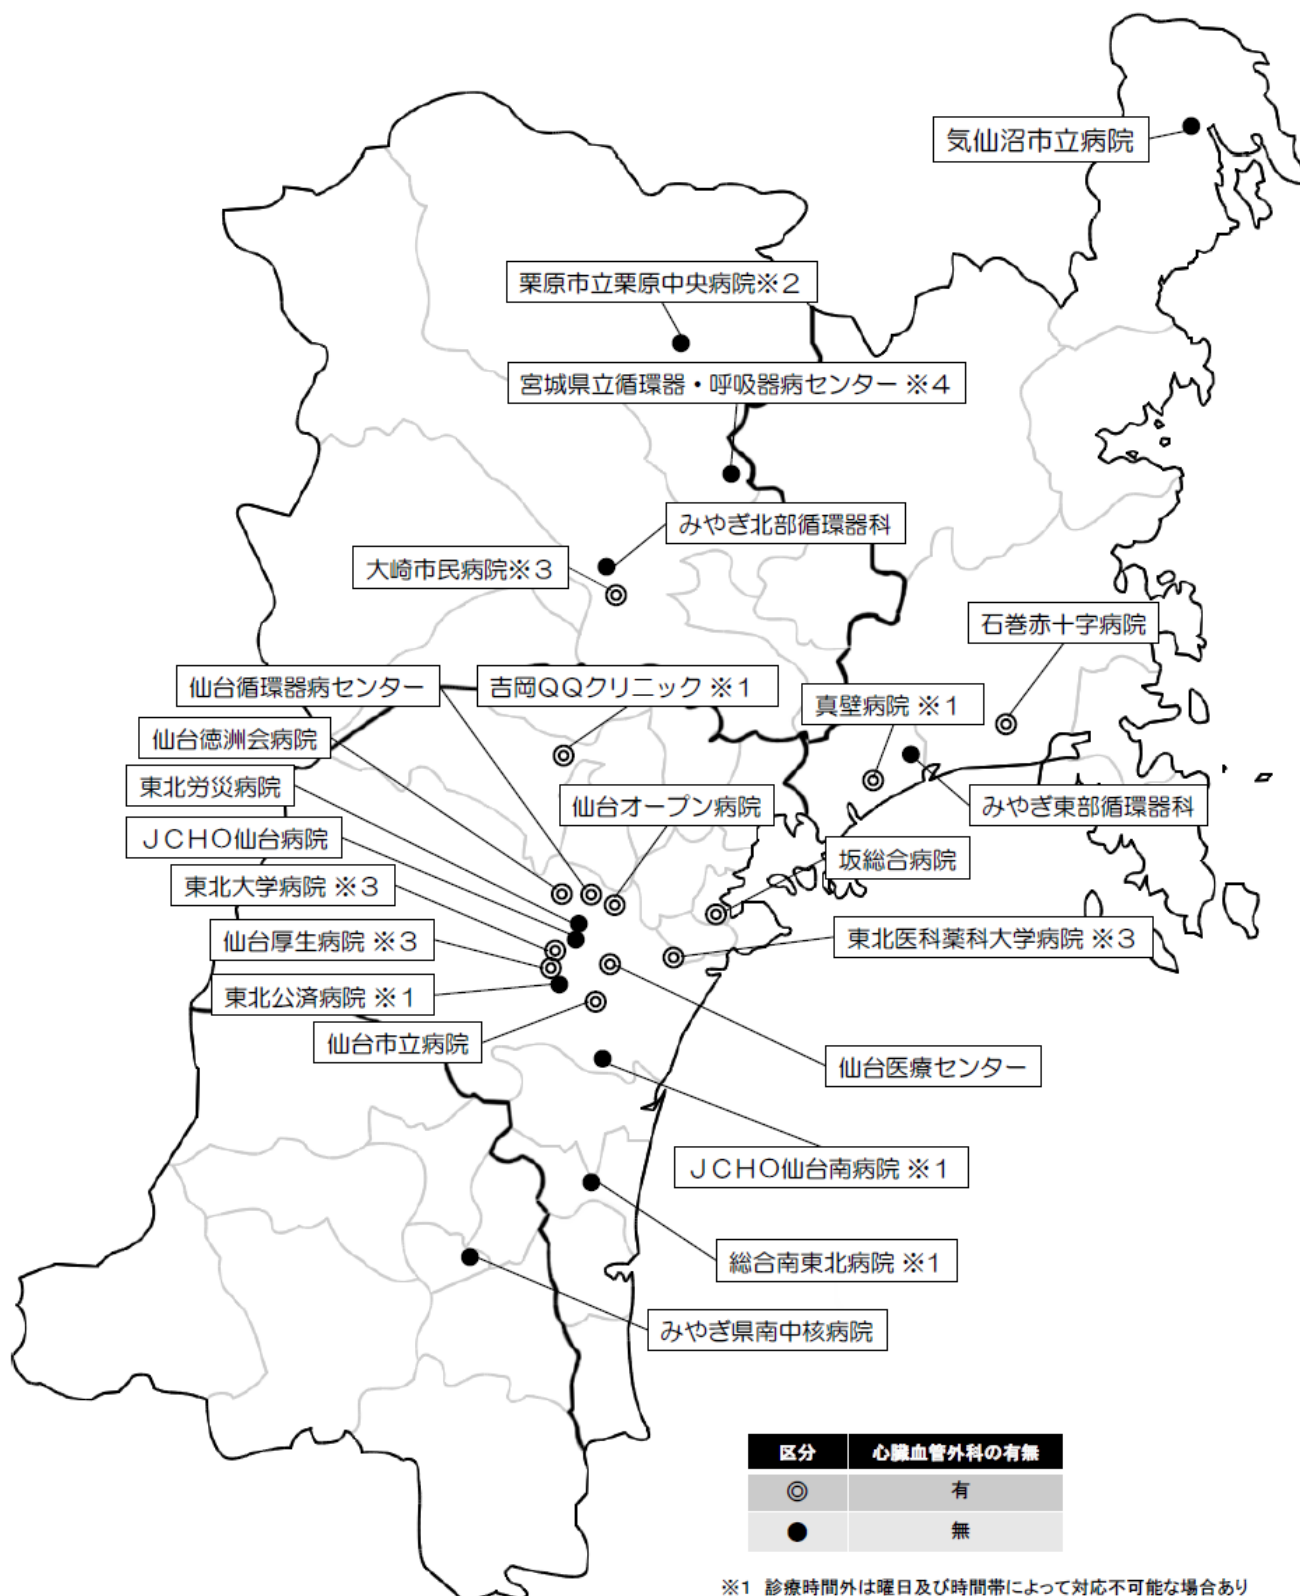 気仙沼市立病院
栗原市立栗原中央病院※2
宮城県立循環器・呼吸器病センター ※4
みやぎ北部循環器科
大崎市民病院※3
石巻赤十字病院
仙台循環器病センター
吉岡QQクリニック ※1
真壁病院 ※1
仙台徳洲会病院
東北労災病院
仙台オープン病院
みやぎ東部循環器科
JCHO仙台病院
坂総合病院
東北大学病院 ※3
仙台厚生病院 ※3
東北医科薬科大学病院 ※3
東北公済病院 ※1
仙台市立病院
仙台医療センター
JCHO仙台南病院 ※1
総合南東北病院 ※1
みやぎ県南中核病院
区分 心臓血管外科の有無
◎ 有
● 無
※1 診療時間外は曜日及び時間帯によって対応不可能な場合あり